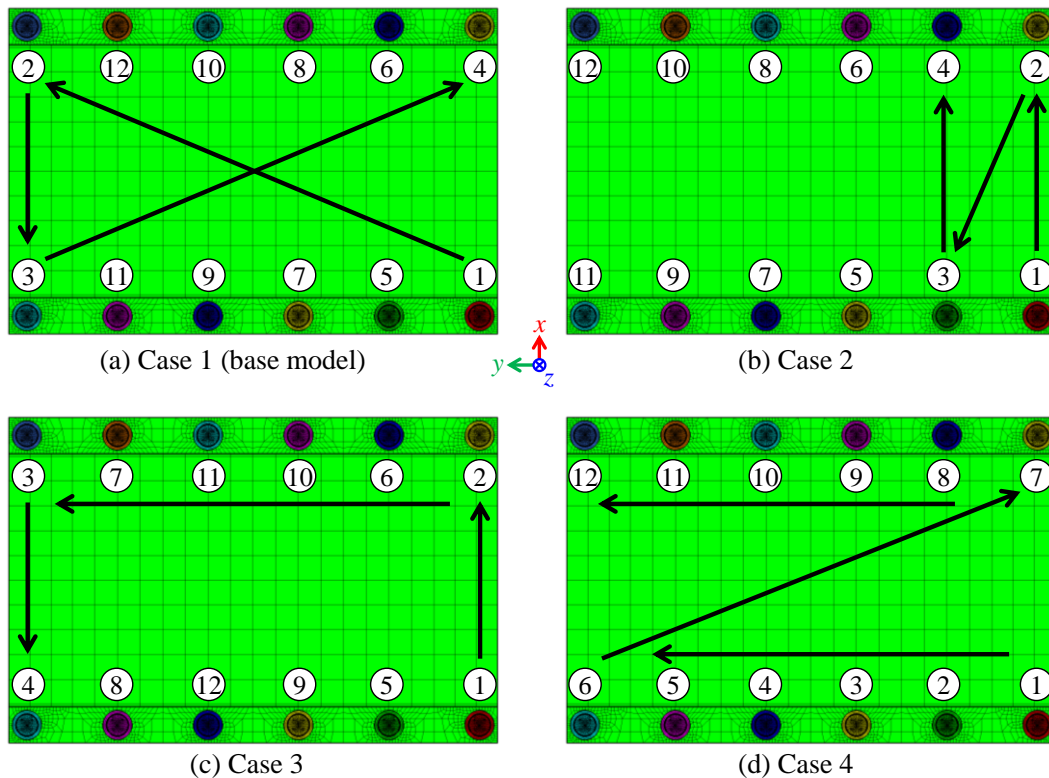 2 12 10 8 6 4
3 11 9 7 5 1
(a) Case 1 (base model)
12 10 8 6 4 2
11 9 7 5 3 1
(b) Case 2
x
y
z
3 7 11 10 6 2
4 8 12 9 5 1
(c) Case 3
12 11 10 9 8 7
6 5 4 3 2 1
(d) Case 4